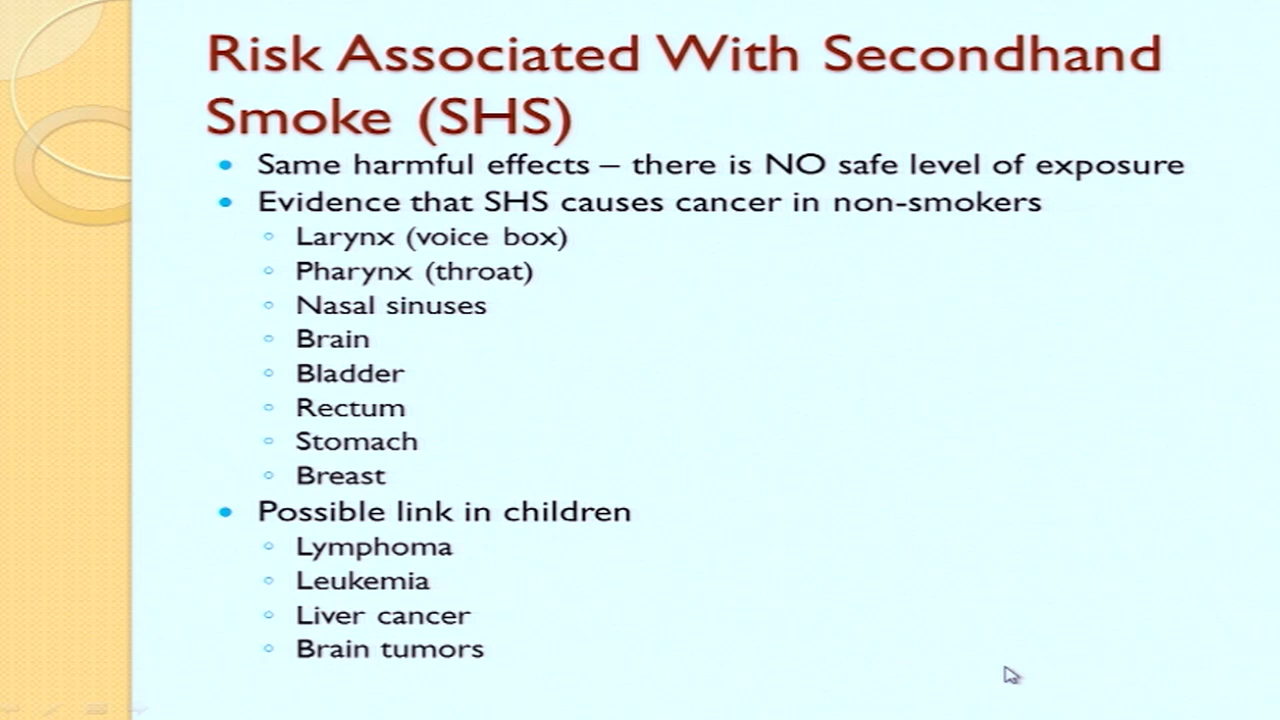 Risk Associated With Secondhand
Smoke (SHS)
• Same harmful effects – there is NO safe level of exposure
• Evidence that SHS causes cancer in non-smokers
◦ Larynx (voice box)
◦ Pharynx (throat)
◦ Nasal sinuses
◦ Brain
◦ Bladder
◦ Rectum
◦ Stomach
◦ Breast
• Possible link in children
◦ Lymphoma
◦ Leukemia
◦ Liver cancer
◦ Brain tumors